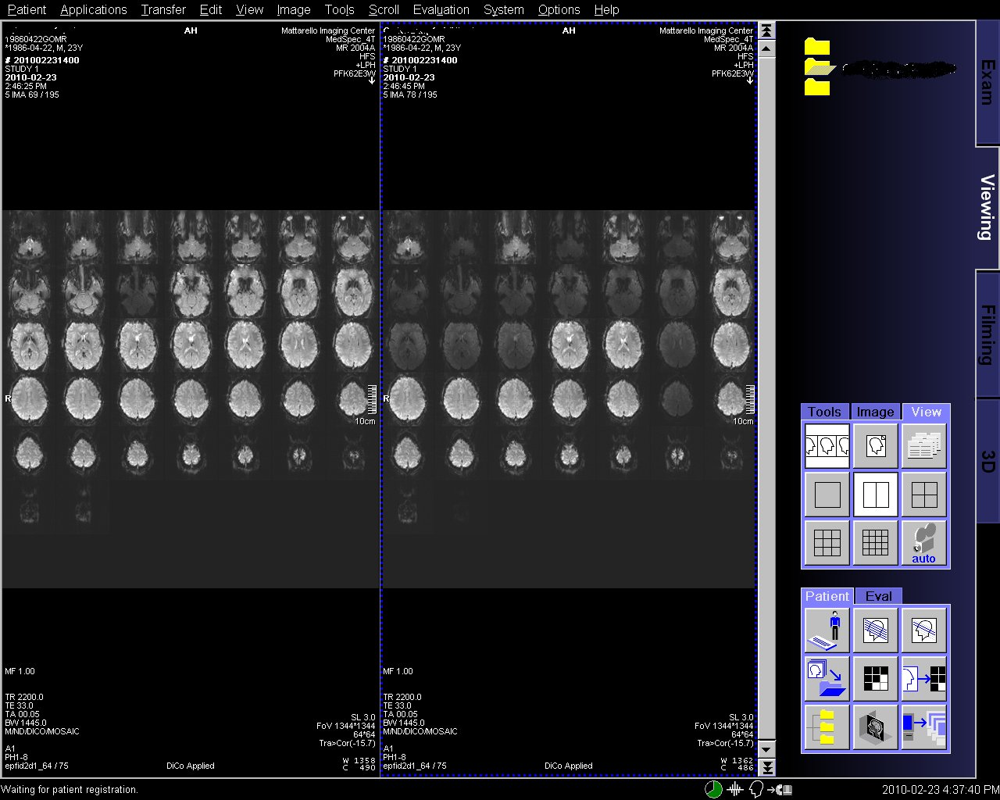 Patient Applications Transfer Edit View Image Tools Scroll Evaluation System Options Help
AH
Mattarello Imaging Center
19860422GOMR
MedSpec_4T
*1986-04-22, M, 23Y
MR 2004A
HFS
# 201002231400
+LPH
STUDY 1
PFK62E3W
2010-02-23
2:46:25 PM
5 IMA 69 / 195
R
10cm
MF 1.00
TR 2200.0
TE 33.0
TA 00.05
BW 1445.0
M/ND/DICO/MOSAIC
SL 3.0
FoV 1344*1344
64*64
Tra>Cor(-15.7)
A1
PH1-8
epfid2d1_64 / 75
DiCo Applied
W 1358
C 490
AH
Mattarello Imaging Center
19860422GOMR
MedSpec_4T
*1986-04-22, M, 23Y
MR 2004A
HFS
# 201002231400
+LPH
STUDY 1
PFK62E3W
2010-02-23
2:46:45 PM
5 IMA 78 / 195
R
10cm
MF 1.00
TR 2200.0
TE 33.0
TA 00.05
BW 1445.0
M/ND/DICO/MOSAIC
SL 3.0
FoV 1344*1344
64*64
Tra>Cor(-15.7)
A1
PH1-8
epfid2d1_64 / 75
DiCo Applied
W 1362
C 486
Exam
Viewing
Filming
3D
Tools Image View
auto
Patient Eval
Waiting for patient registration.
2010-02-23 4:37:40 PM